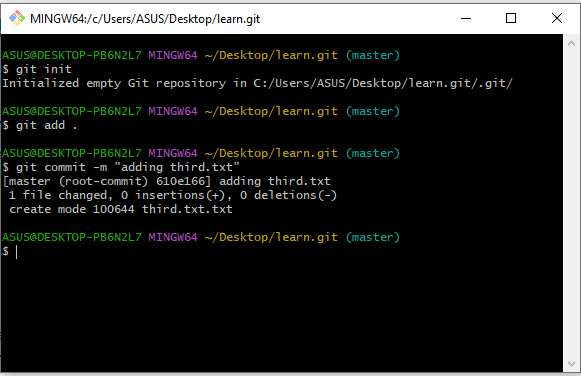 MINGW64:/c/Users/ASUS/Desktop/learn.git
ASUS@DESKTOP-PB6N2L7 MINGW64 ~/Desktop/learn.git (master)
$ git init
Initialized empty Git repository in C:/Users/ASUS/Desktop/learn.git/.git/
ASUS@DESKTOP-PB6N2L7 MINGW64 ~/Desktop/learn.git (master)
$ git add .
ASUS@DESKTOP-PB6N2L7 MINGW64 ~/Desktop/learn.git (master)
$ git commit -m "adding third.txt"
[master (root-commit) 610e166] adding third.txt
 1 file changed, 0 insertions(+), 0 deletions(-)
 create mode 100644 third.txt.txt
ASUS@DESKTOP-PB6N2L7 MINGW64 ~/Desktop/learn.git (master)
$